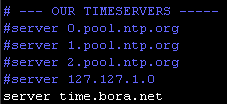 # --- OUR TIMESERVERS -----
#server 0.pool.ntp.org
#server 1.pool.ntp.org
#server 2.pool.ntp.org
#server 127.127.1.0
server time.bora.net